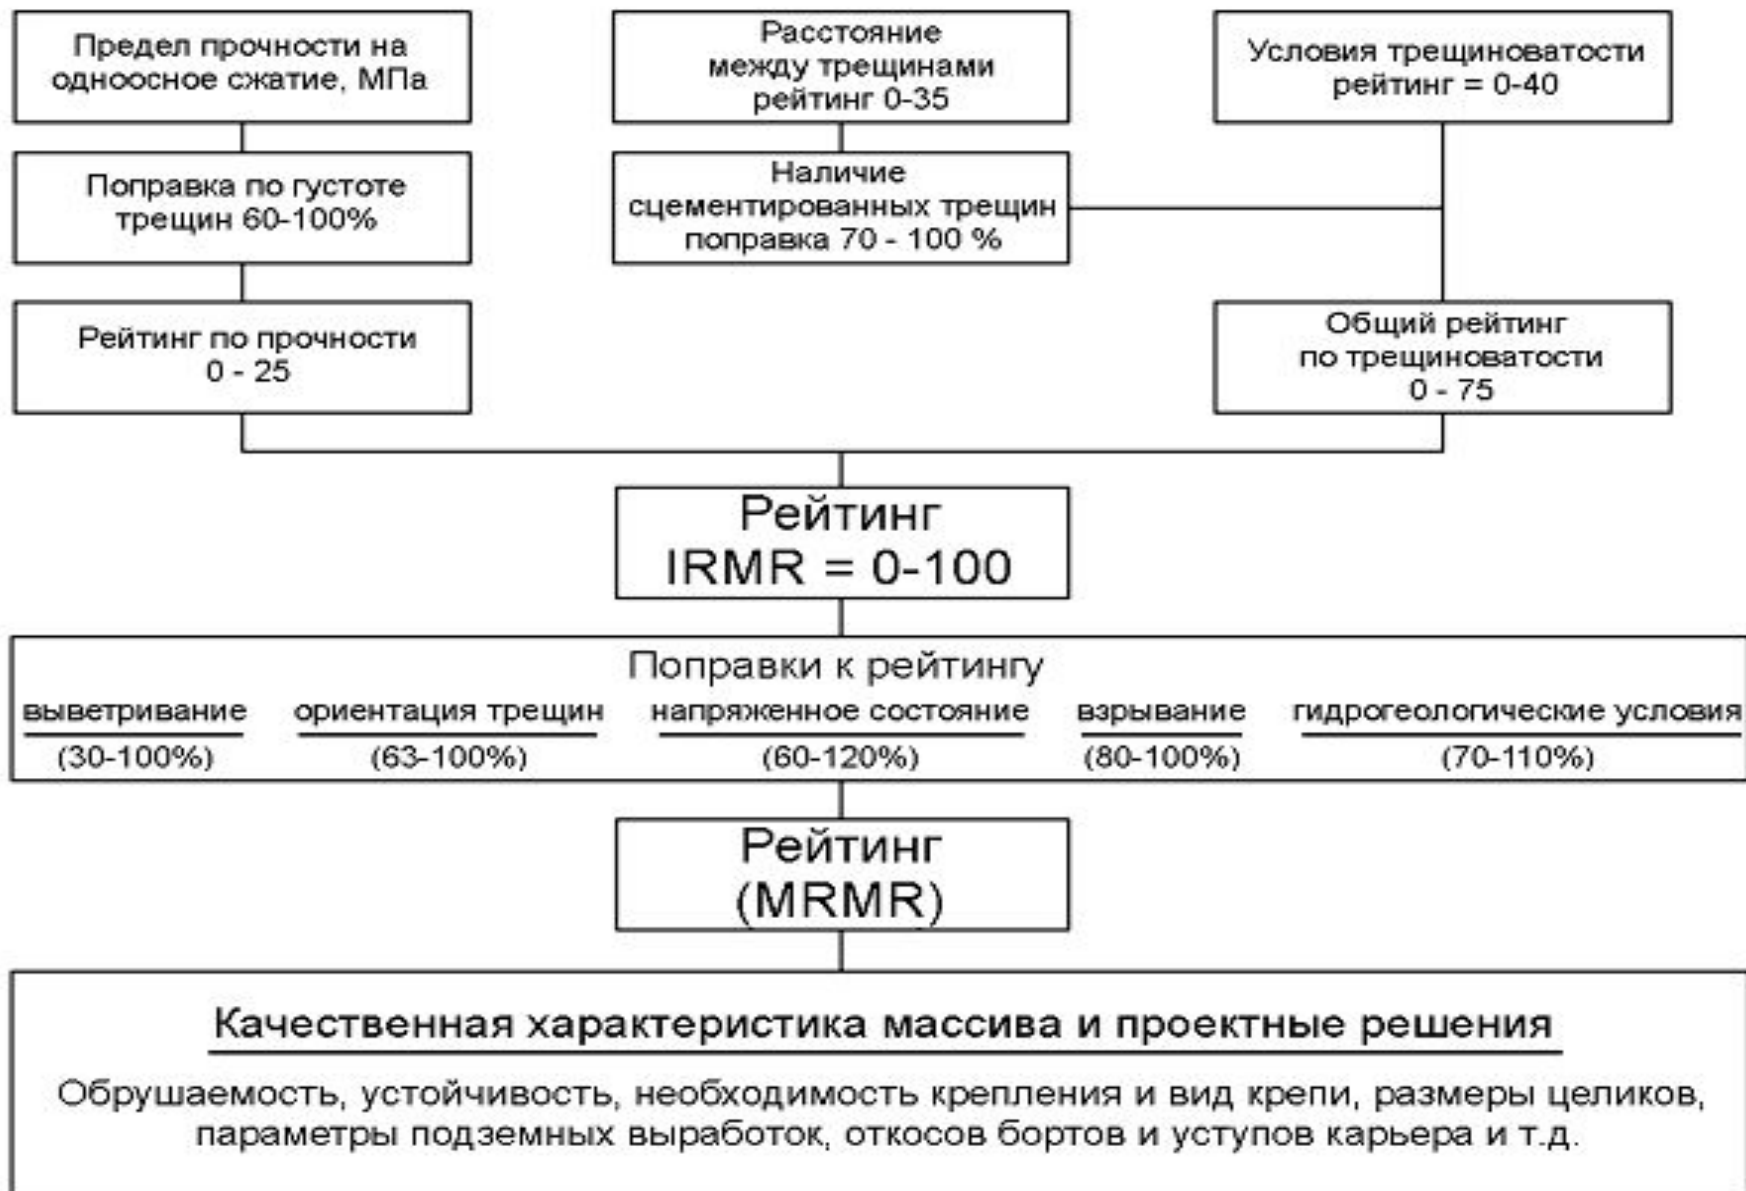 Предел прочности на
одноосное сжатие, МПа
Расстояние
между трещинами
рейтинг 0-35
Условия трещиноватости
рейтинг = 0-40
Поправка по густоте
трещин 60-100%
Наличие
сцементированных трещин
поправка 70 - 100 %
Рейтинг по прочности
0 - 25
Общий рейтинг
по трещиноватости
0 - 75
Рейтинг
IRMR = 0-100
Поправки к рейтингу
выветривание ориентация трещин напряженное состояние взрывание гидрогеологические условия
(30-100%) (63-100%) (60-120%) (80-100%) (70-110%)
Рейтинг
(MRMR)
Качественная характеристика массива и проектные решения
Обрушаемость, устойчивость, необходимость крепления и вид крепи, размеры целиков,
параметры подземных выработок, откосов бортов и уступов карьера и т.д.